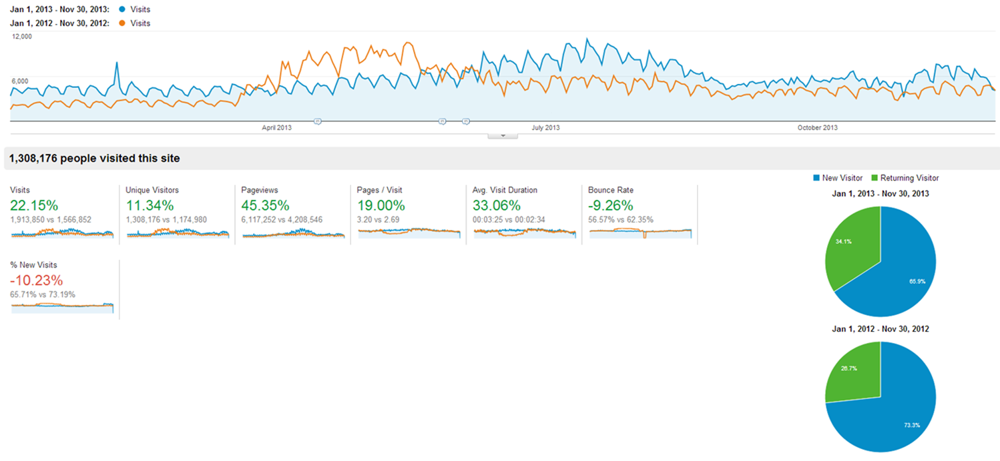 Jan 1, 2013 - Nov 30, 2013: Visits
Jan 1, 2012 - Nov 30, 2012: Visits
12,000
6,000
April 2013
July 2013
October 2013
1,308,176 people visited this site
Visits
22.15%
1,913,850 vs 1,566,852
Unique Visitors
11.34%
1,308,176 vs 1,174,980
Pageviews
45.35%
6,117,252 vs 4,208,546
Pages / Visit
19.00%
3.20 vs 2.69
Avg. Visit Duration
33.06%
00:03:25 vs 00:02:34
Bounce Rate
-9.26%
56.57% vs 62.35%
% New Visits
-10.23%
65.71% vs 73.19%
New Visitor Returning Visitor
Jan 1, 2013 - Nov 30, 2013
34.1%
65.9%
Jan 1, 2012 - Nov 30, 2012
26.7%
73.3%